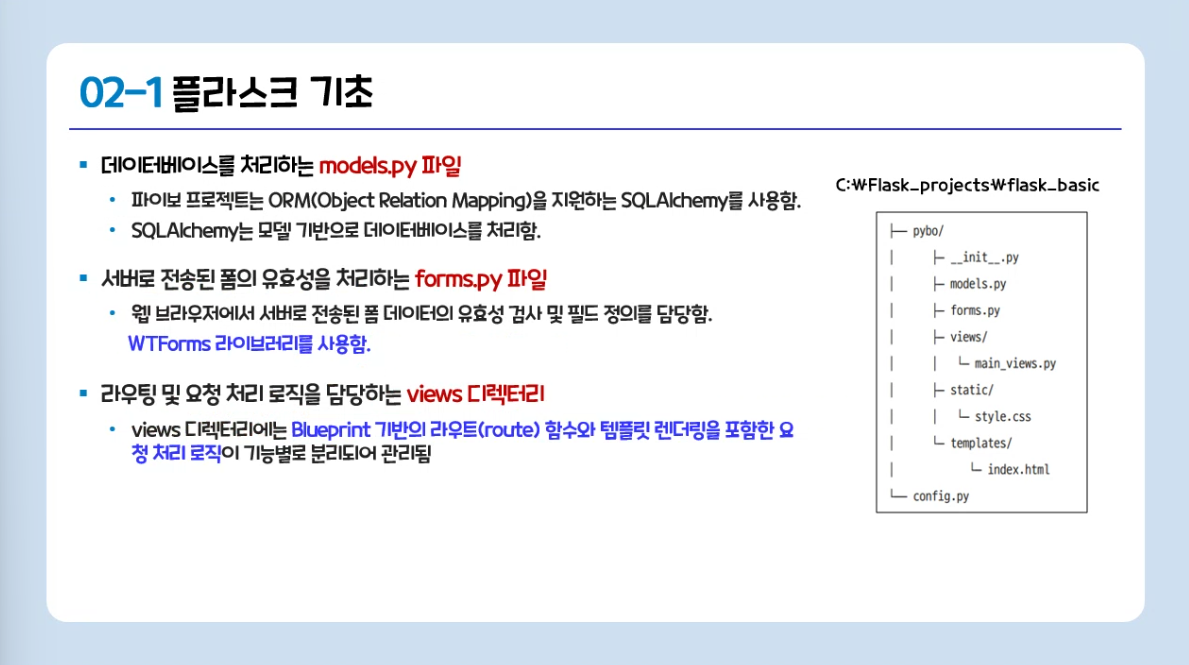 02-1 플라스크 기초
데이터베이스를 처리하는 models.py 파일
파이보 프로젝트는 ORM(Object Relation Mapping)을 지원하는 SQLAlchemy를 사용함.
SQLAlchemy는 모델 기반으로 데이터베이스를 처리함.
서버로 전송된 폼의 유효성을 처리하는 forms.py 파일
웹 브라우저에서 서버로 전송된 폼 데이터의 유효성 검사 및 필드 정의를 담당함.
WTForms 라이브러리를 사용함.
라우팅 및 요청 처리 로직을 담당하는 views 디렉터리
views 디렉터리에는 Blueprint 기반의 라우트(route) 함수와 템플릿 렌더링을 포함한 요
청 처리 로직이 기능별로 분리되어 관리됨
C:₩Flask_projects₩flask_basic
├── pybo/
│   ├─ __init__.py
│   ├─ models.py
│   ├─ forms.py
│   ├─ views/
│   │  └─ main_views.py
│   ├─ static/
│   │  └─ style.css
│   └─ templates/
│      └─ index.html
└── config.py